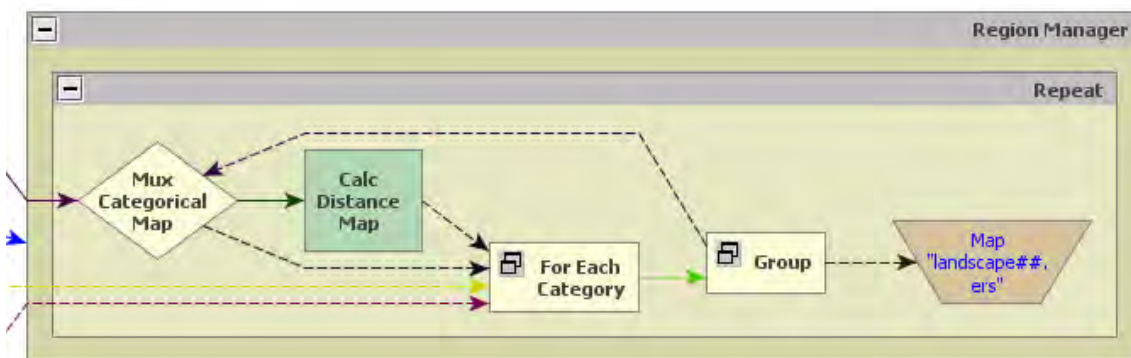 Region Manager
Repeat
Mux
Categorical
Map
Calc
Distance
Map
For Each
Category
Group
Map
"landscape##.
ers"